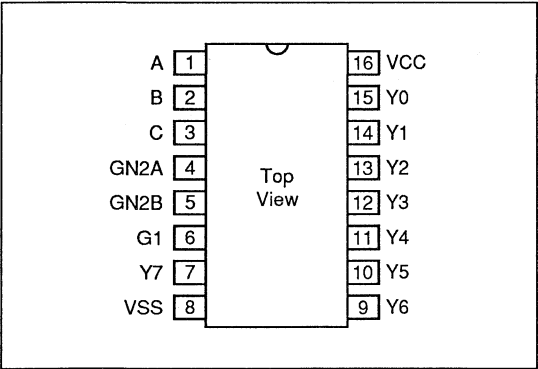 A 1 16 VCC
B 2 15 Y0
C 3 14 Y1
GN2A 4 13 Y2
Top
View
GN2B 5 12 Y3
G1 6 11 Y4
Y7 7 10 Y5
VSS 8 9 Y6